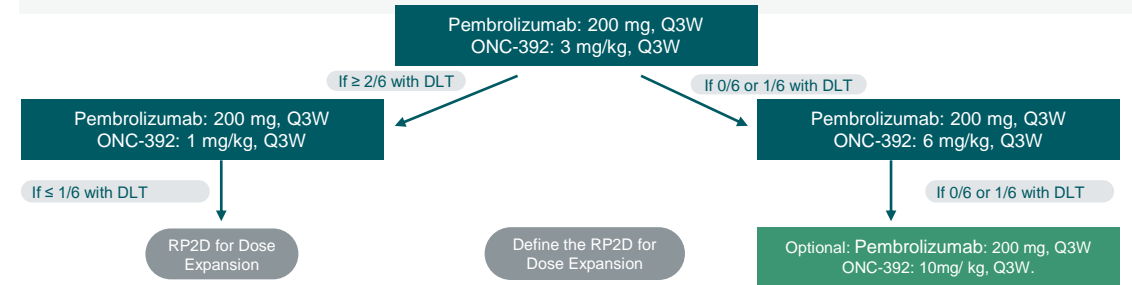 Pembrolizumab: 200 mg, Q3W
ONC-392: 3 mg/kg, Q3W
If ≥ 2/6 with DLT
If 0/6 or 1/6 with DLT
Pembrolizumab: 200 mg, Q3W
ONC-392: 1 mg/kg, Q3W
Pembrolizumab: 200 mg, Q3W
ONC-392: 6 mg/kg, Q3W
If ≤ 1/6 with DLT
If 0/6 or 1/6 with DLT
RP2D for Dose
Expansion
Define the RP2D for
Dose Expansion
Optional: Pembrolizumab: 200 mg, Q3W
ONC-392: 10mg/ kg, Q3W.